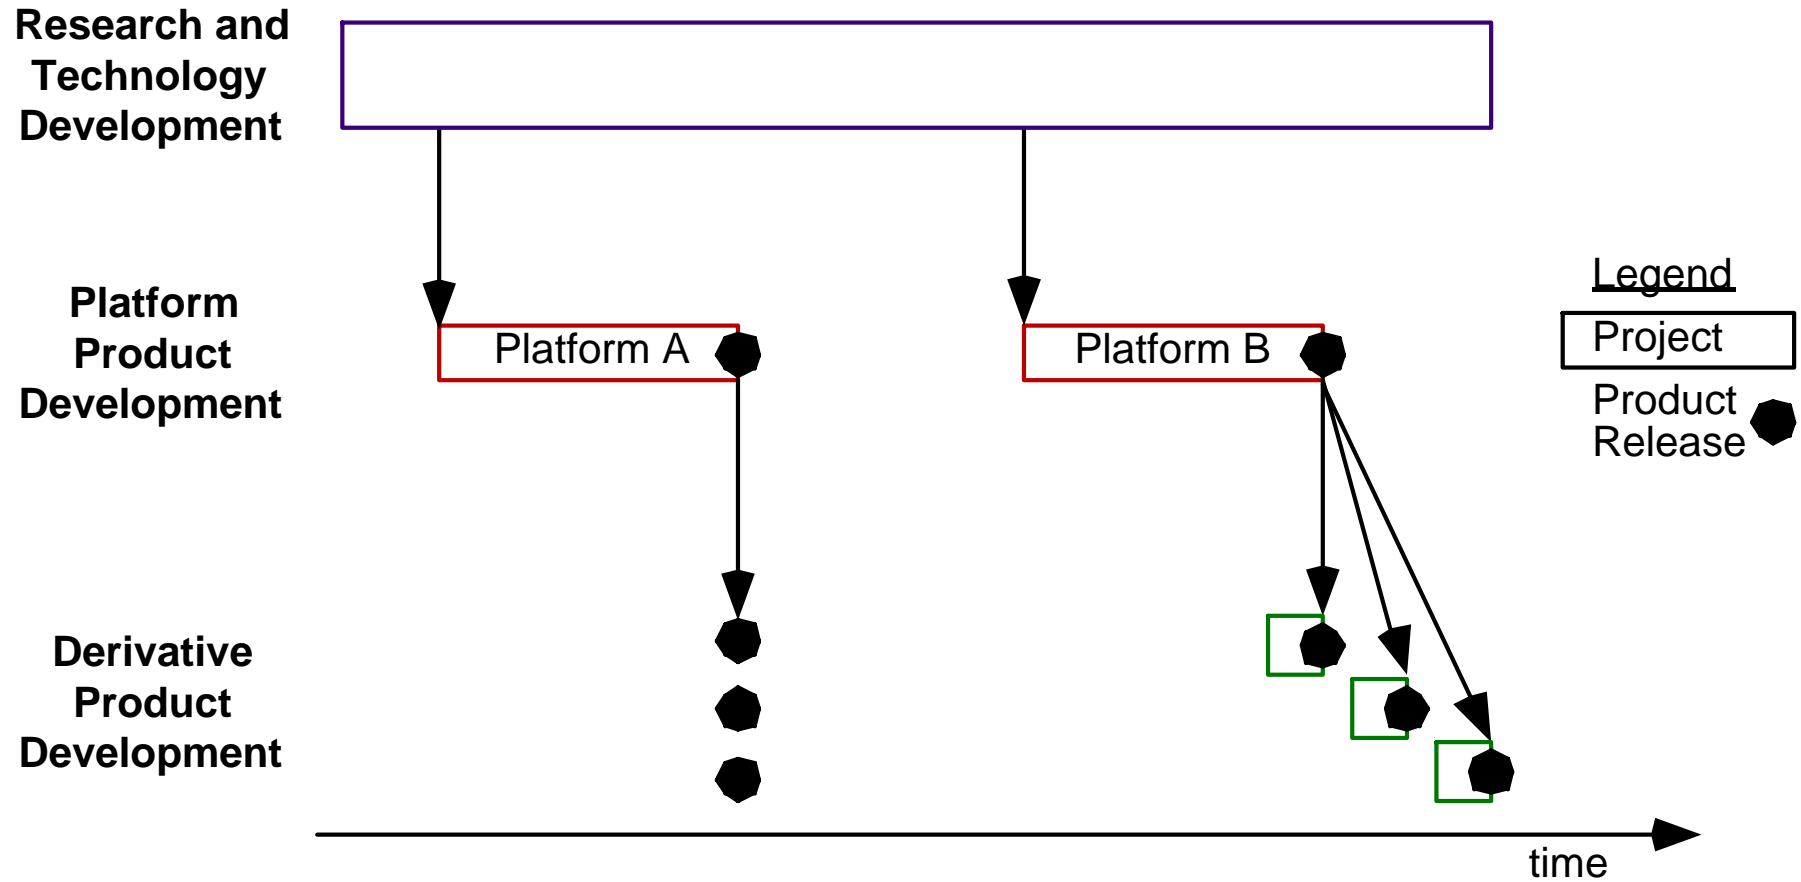 Research and
Technology
Development
Platform
Product
Development
Platform A
Platform B
Legend
Project
Product
Release
Derivative
Product
Development
time